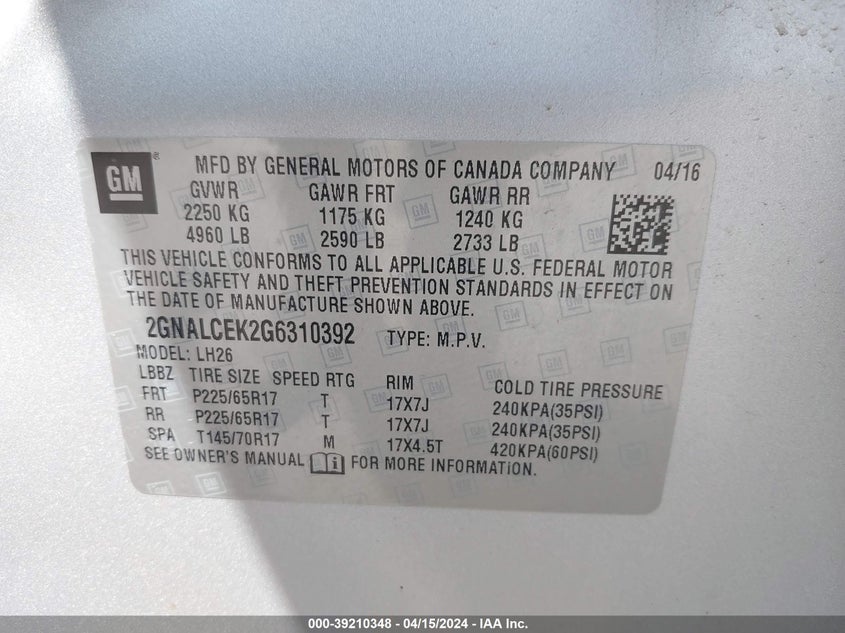 GM ® MFD BY GENERAL MOTORS OF CANADA COMPANY 04/16
GVWR GAWR FRT GAWR RR
2250 KG 1175 KG 1240 KG
4960 LB 2590 LB 2733 LB
THIS VEHICLE CONFORMS TO ALL APPLICABLE U.S. FEDERAL MOTOR
VEHICLE SAFETY AND THEFT PREVENTION STANDARDS IN EFFECT ON
THE DATE OF MANUFACTURE SHOWN ABOVE.
2GNALCEK2G6310392 TYPE: M.P.V.
MODEL: LH26
LBBZ TIRE SIZE SPEED RTG RIM COLD TIRE PRESSURE
FRT P225/65R17 T 17X7J 240KPA(35PSI)
RR P225/65R17 T 17X7J 240KPA(35PSI)
SPA T145/70R17 M 17X4.5T 420KPA(60PSI)
SEE OWNER'S MANUAL i FOR MORE INFORMATION.
000-39210348 - 04/15/2024 - IAA Inc.